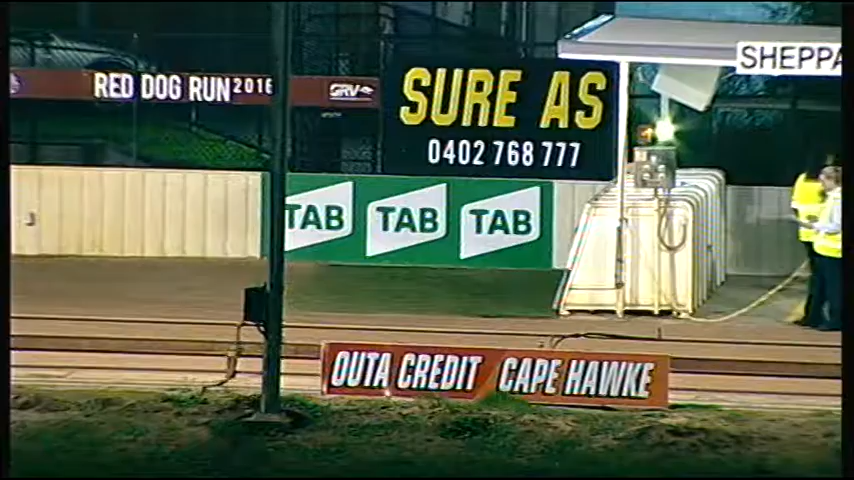 RED DOG RUN 2016
GRV
SURE AS
0402 768 777
SHEPPA
TAB TAB TAB
OUTA CREDIT CAPE HAWKE